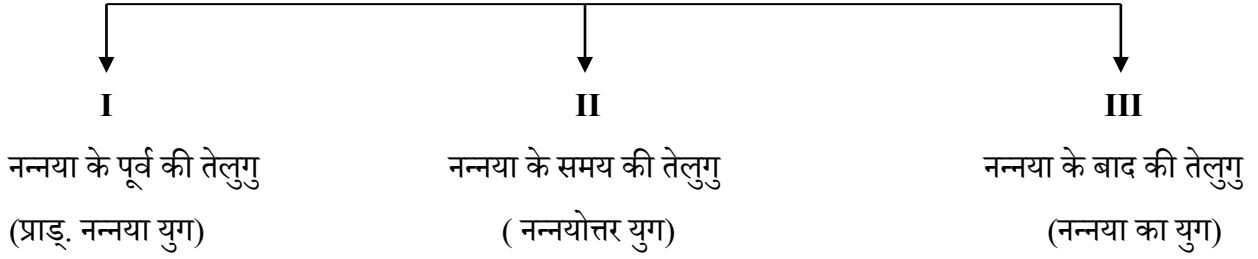 I II III
नन्नया के पूर्व की तेलुगु नन्नया के समय की तेलुगु नन्नया के बाद की तेलुगु
(प्राड्. नन्नया युग) ( नन्नयोत्तर युग) (नन्नया का युग)